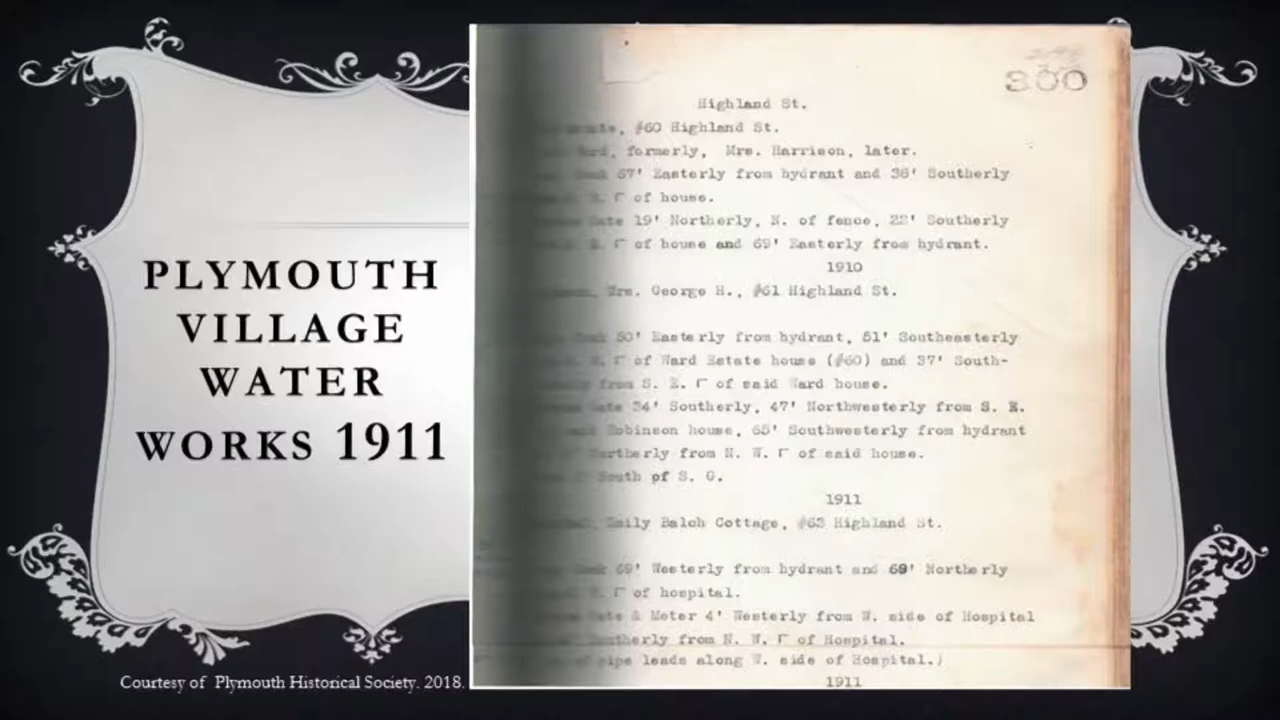 PLYMOUTH
VILLAGE
WATER
WORKS 1911
Courtesy of Plymouth Historical Society. 2018.
300
Highland St.
#60 Highland St.
formerly, Mrs. Harrison, later.
57' Easterly from hydrant and 36' Southerly
of house.
19' Northerly, N. of fence, 22' Southerly
of house and 69' Easterly from hydrant.
1910
Mrs. George H., #61 Highland St.
50' Easterly from hydrant, 51' Southeasterly
of Ward Estate house (#60) and 37' South-
from S. E. Γ of said Ward house.
34' Southerly, 47' Northwesterly from S. E.
Robinson house, 65' Southwesterly from hydrant
Northerly from N. W. Γ of said house.
South of S. G.
1911
Emily Balch Cottage, #63 Highland St.
69' Westerly from hydrant and 69' Northerly
Γ of hospital.
& Meter 4' Westerly from W. side of Hospital
Southerly from N. W. Γ of Hospital.
pipe leads along W. side of Hospital.)
1911